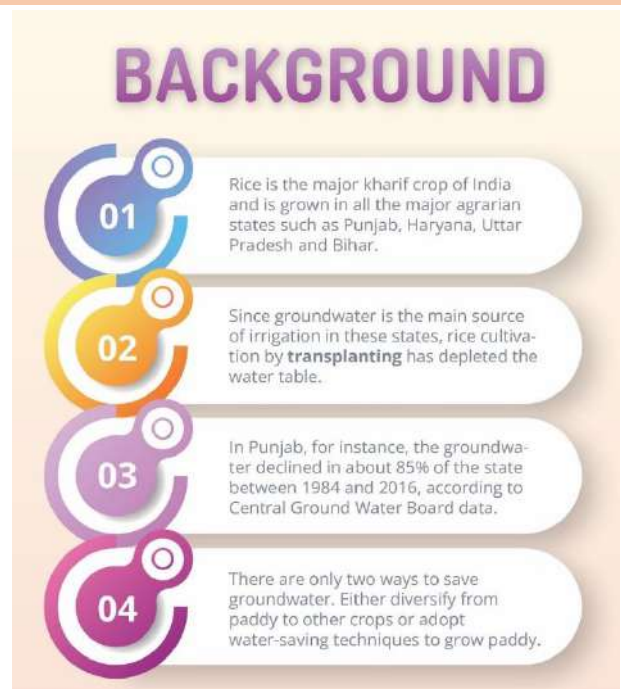 BACKGROUND
01
Rice is the major kharif crop of India
and is grown in all the major agrarian
states such as Punjab, Haryana, Uttar
Pradesh and Bihar.
02
Since groundwater is the main source
of irrigation in these states, rice cultiva-
tion by transplanting has depleted the
water table.
03
In Punjab, for instance, the groundwa-
ter declined in about 85% of the state
between 1984 and 2016, according to
Central Ground Water Board data.
04
There are only two ways to save
groundwater. Either diversify from
paddy to other crops or adopt
water-saving techniques to grow paddy.